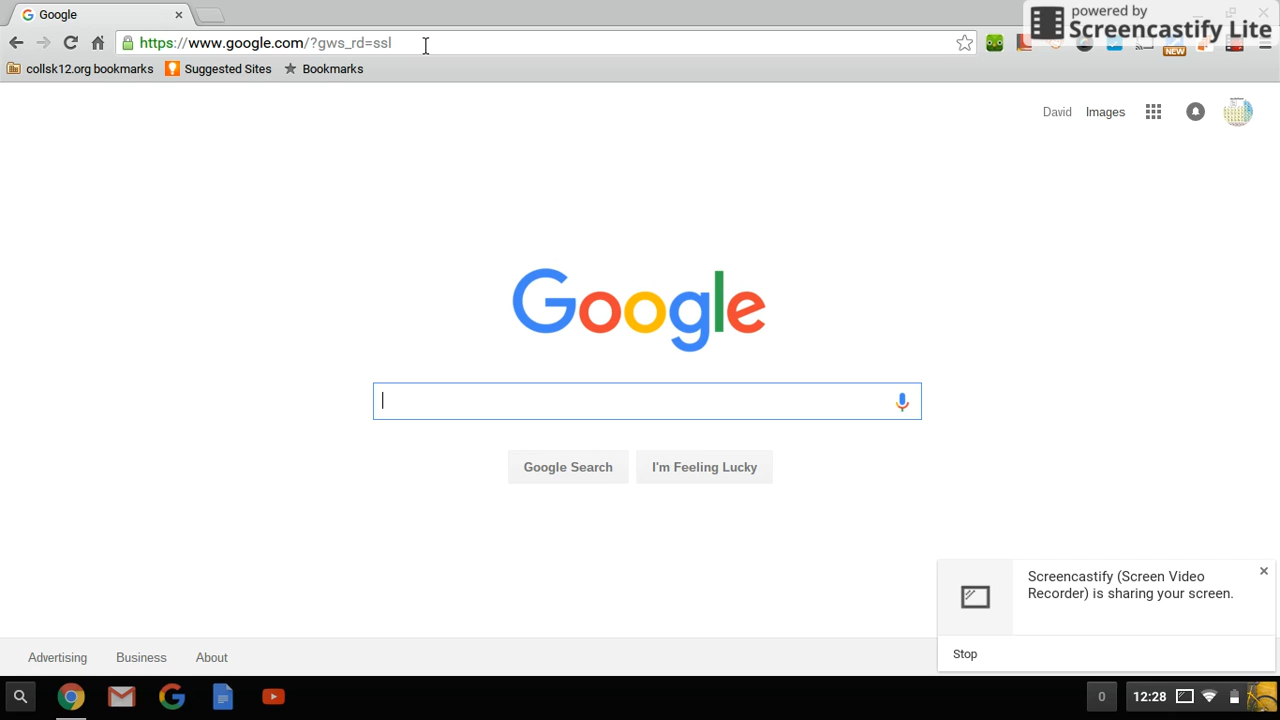 Google
powered by
Screencastify Lite
https://www.google.com/?gws_rd=ssl
NEW
collsk12.org bookmarks
Suggested Sites
Bookmarks
David
Images
Google
Google Search
I'm Feeling Lucky
Screencastify (Screen Video
Recorder) is sharing your screen.
Stop
Advertising
Business
About
0
12:28